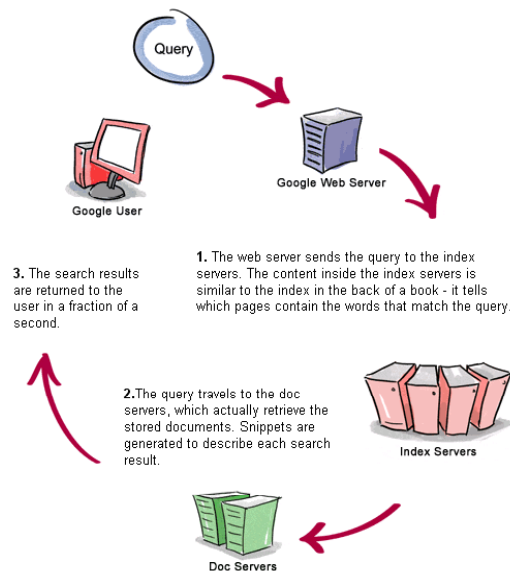 Query
Google Web Server
Google User
1. The web server sends the query to the index
servers. The content inside the index servers is
similar to the index in the back of a book - it tells
which pages contain the words that match the query.
3. The search results
are returned to the
user in a fraction of a
second.
2.The query travels to the doc
servers, which actually retrieve the
stored documents. Snippets are
generated to describe each search
result.
Index Servers
Doc Servers